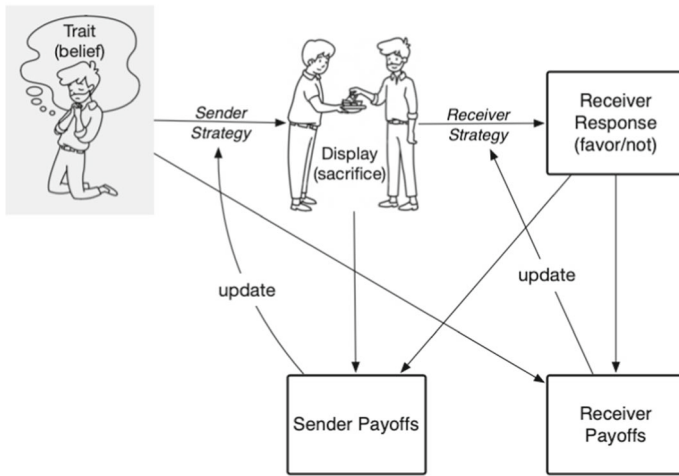 Trait
(belief)
Sender
Strategy
Display
(sacrifice)
Receiver
Strategy
Receiver
Response
(favor/not)
update
update
Sender Payoffs
Receiver
Payoffs